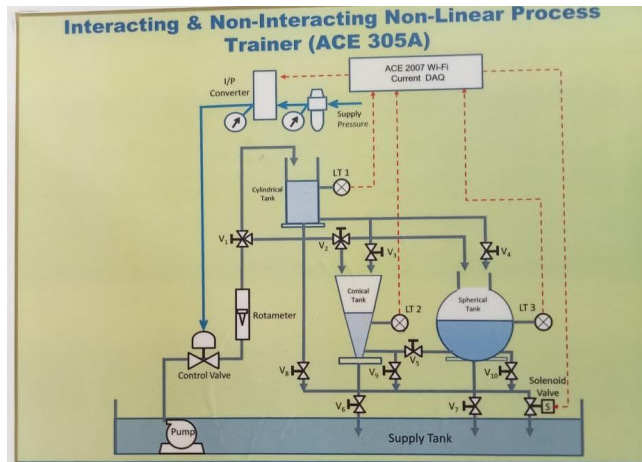 Interacting & Non-Interacting Non-Linear Process
Trainer (ACE 305A)
ACE 2007 Wi-Fi
Current DAQ
I/P
Converter
Supply
Pressure
LT 1
Cylindrical
Tank
V1
V2
V3
V4
Conical
Tank
LT 2
Spherical
Tank
LT 3
Rotameter
Control Valve
V5
V8
V9
V10
Solenoid
Valve
S
V6
V7
Pump
Supply Tank